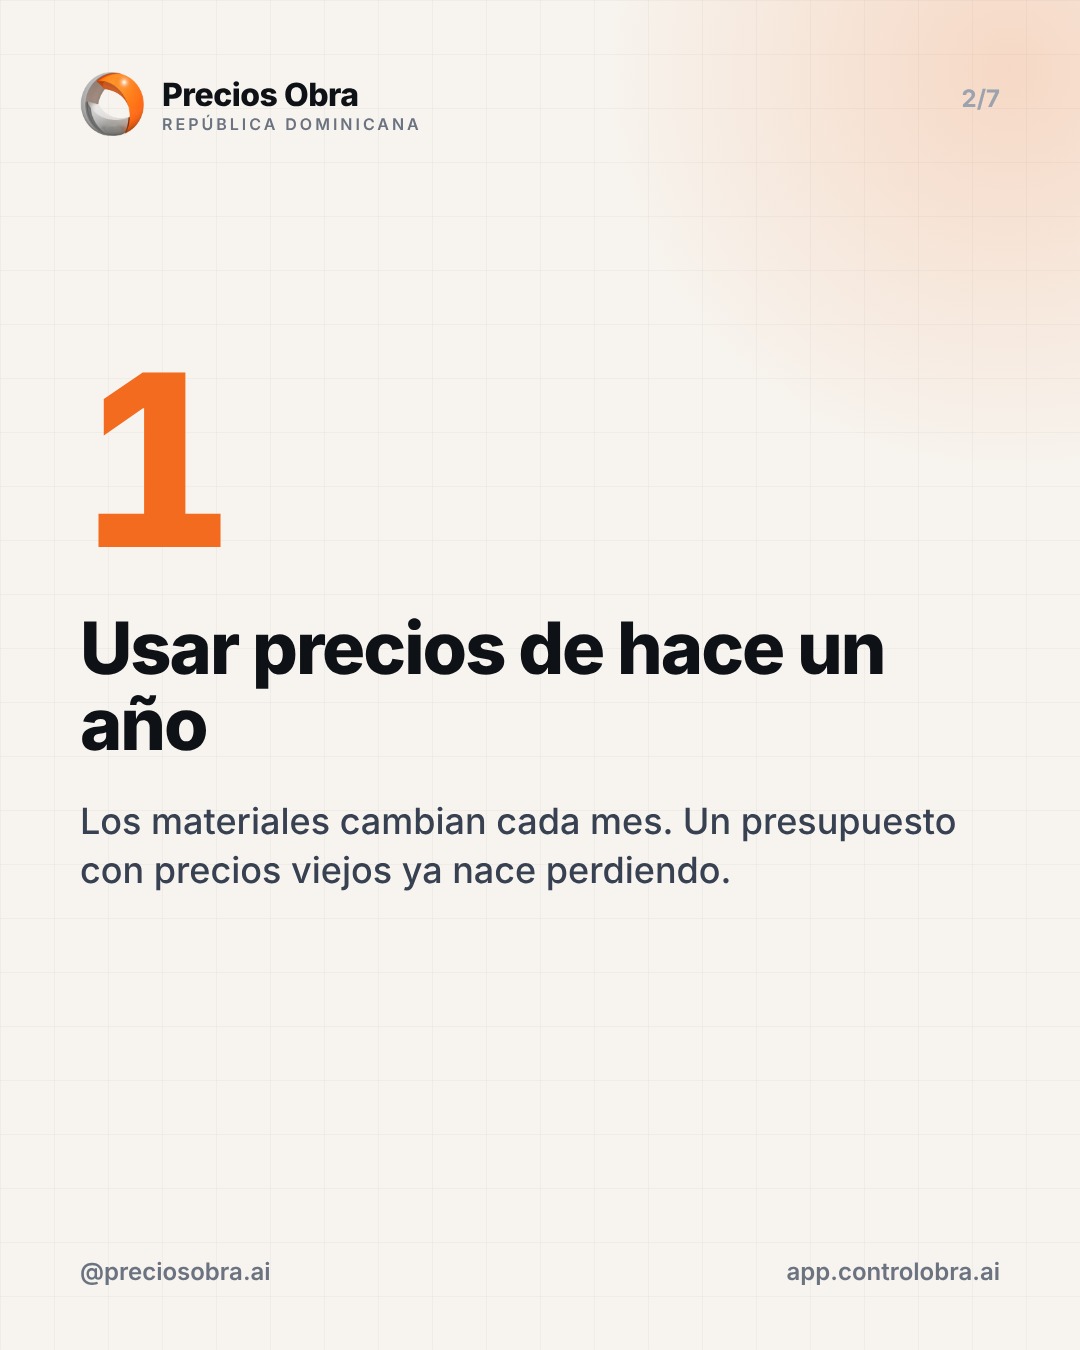 Precios Obra
REPÚBLICA DOMINICANA
2/7
1
Usar precios de hace un
año
Los materiales cambian cada mes. Un presupuesto
con precios viejos ya nace perdiendo.
@preciosobra.ai
app.controlobra.ai